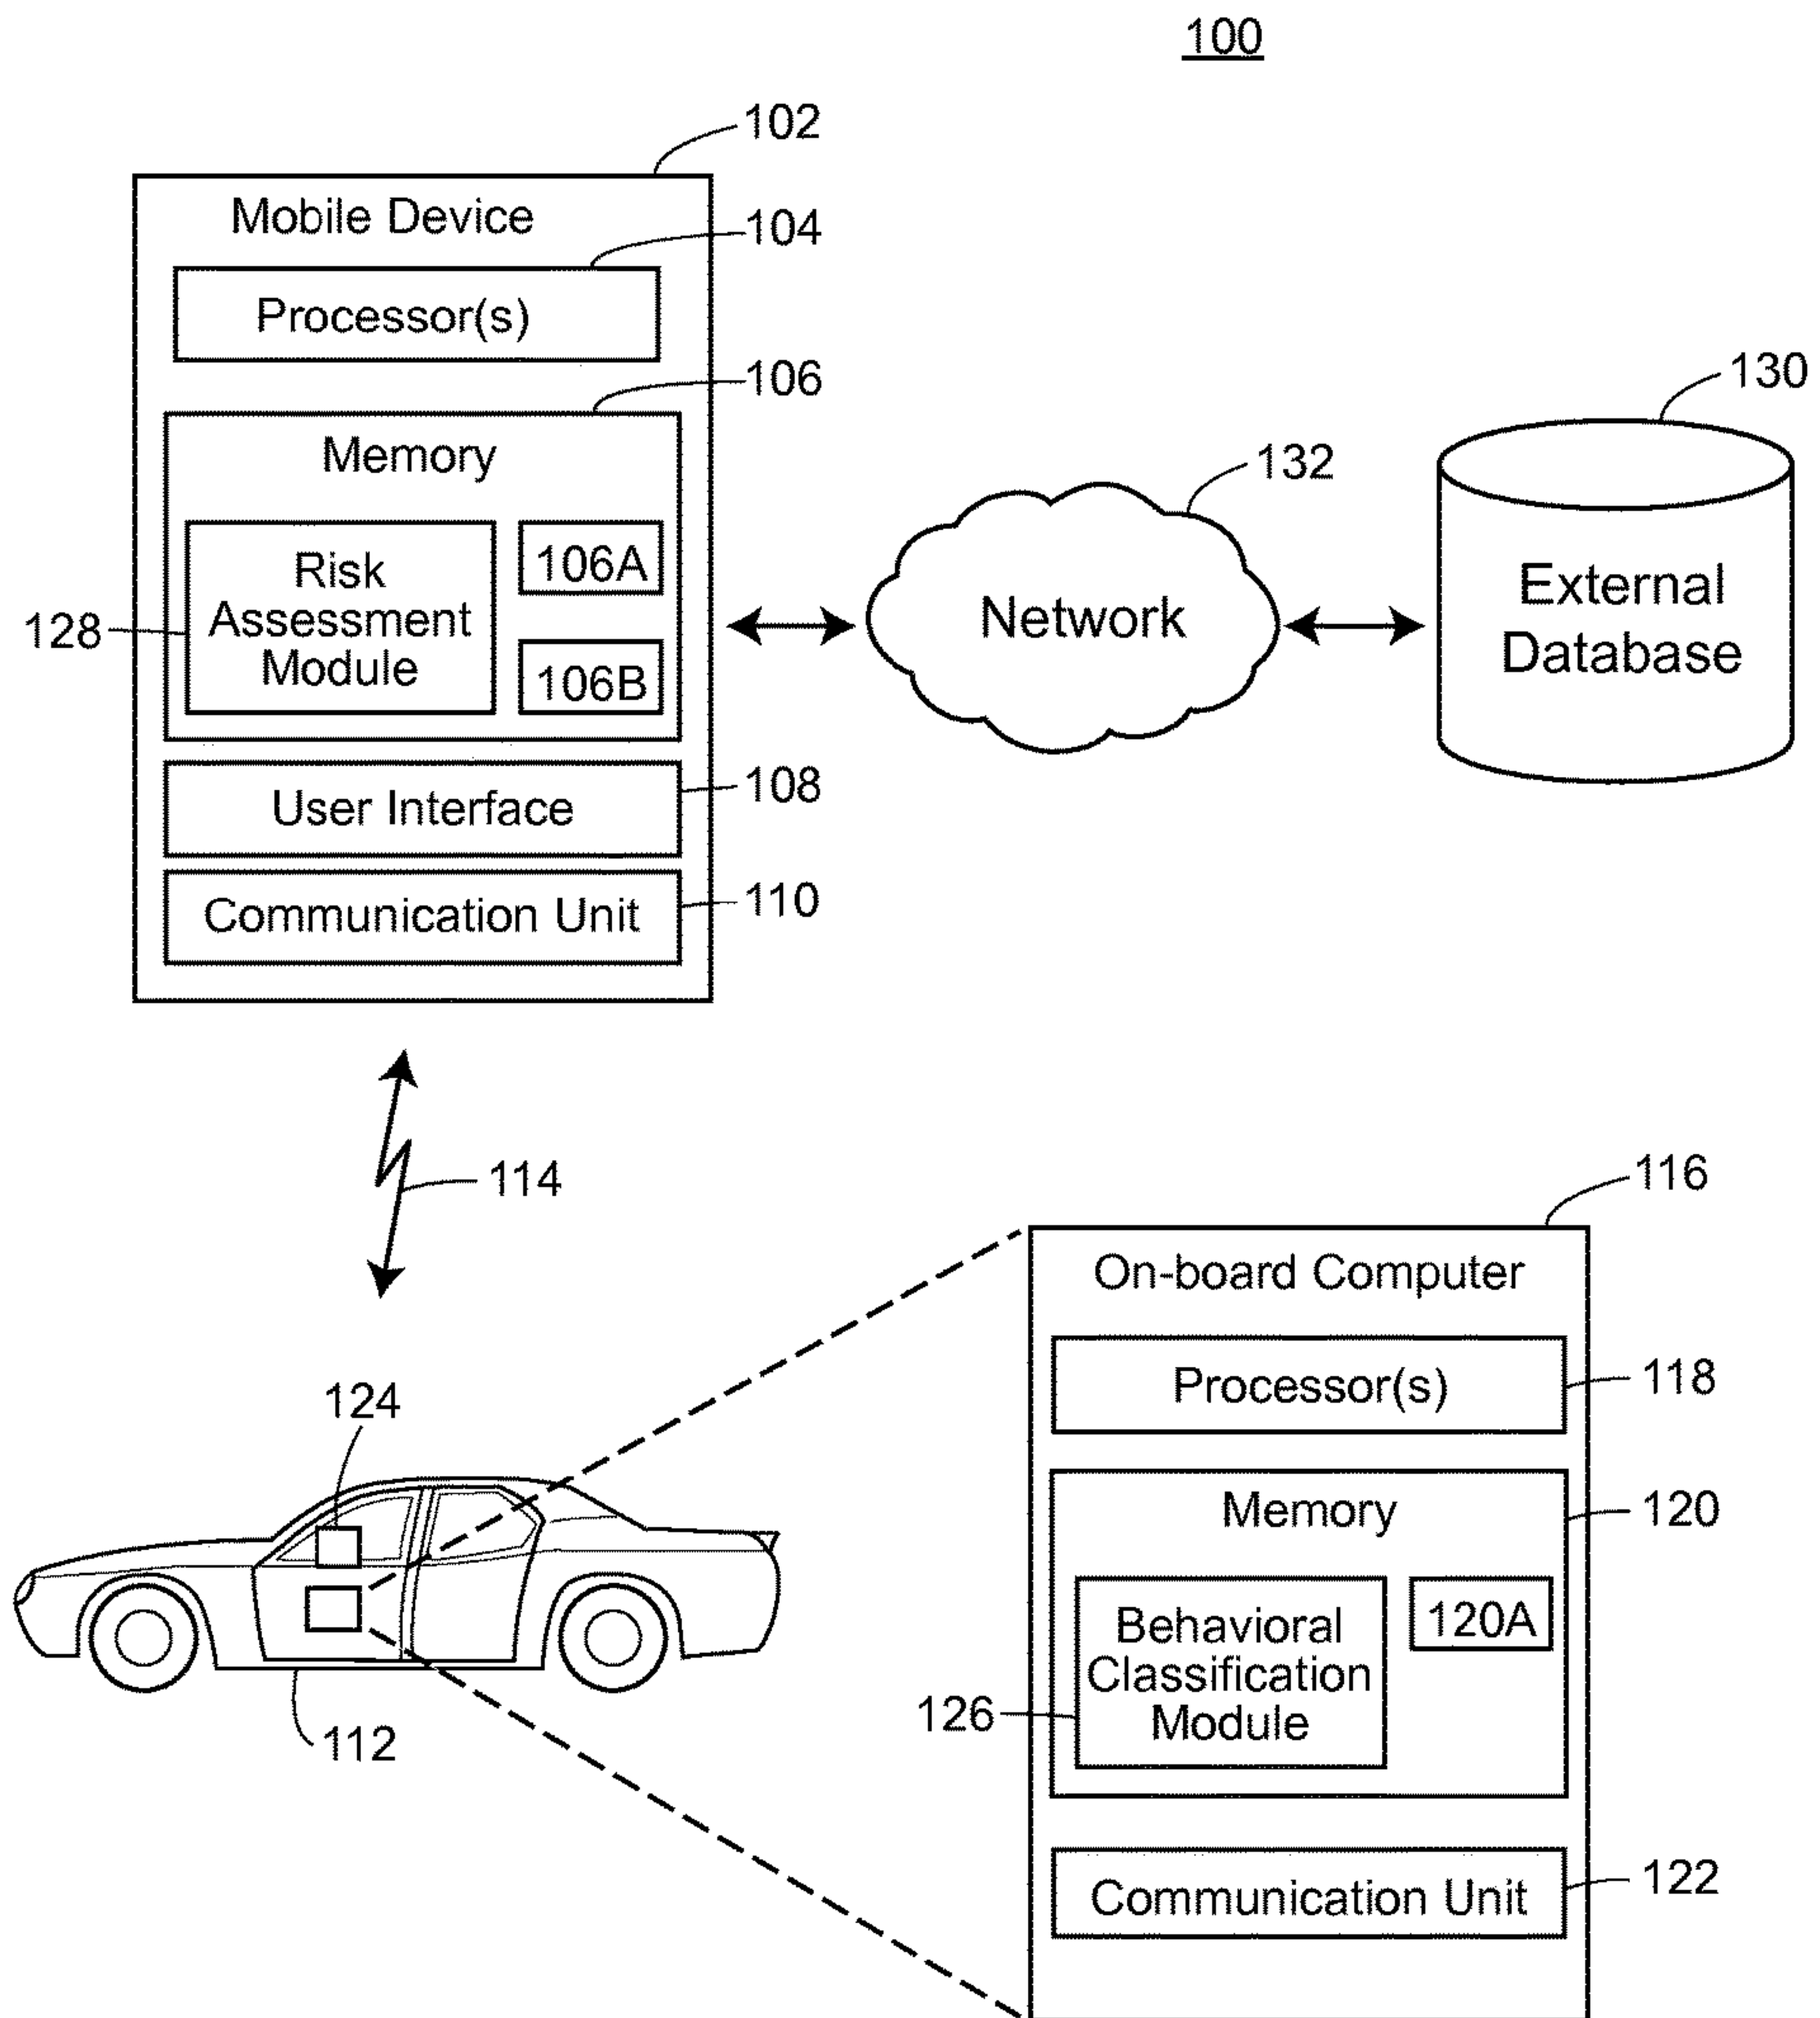 100
102
Mobile Device
104
Processor(s)
106
Memory
Risk
Assessment
Module
106A
106B
128
User Interface
108
Communication Unit
110
132
Network
130
External
Database
114
116
On-board Computer
Processor(s)
118
124
Memory
120
Behavioral
Classification
Module
120A
126
112
Communication Unit
122